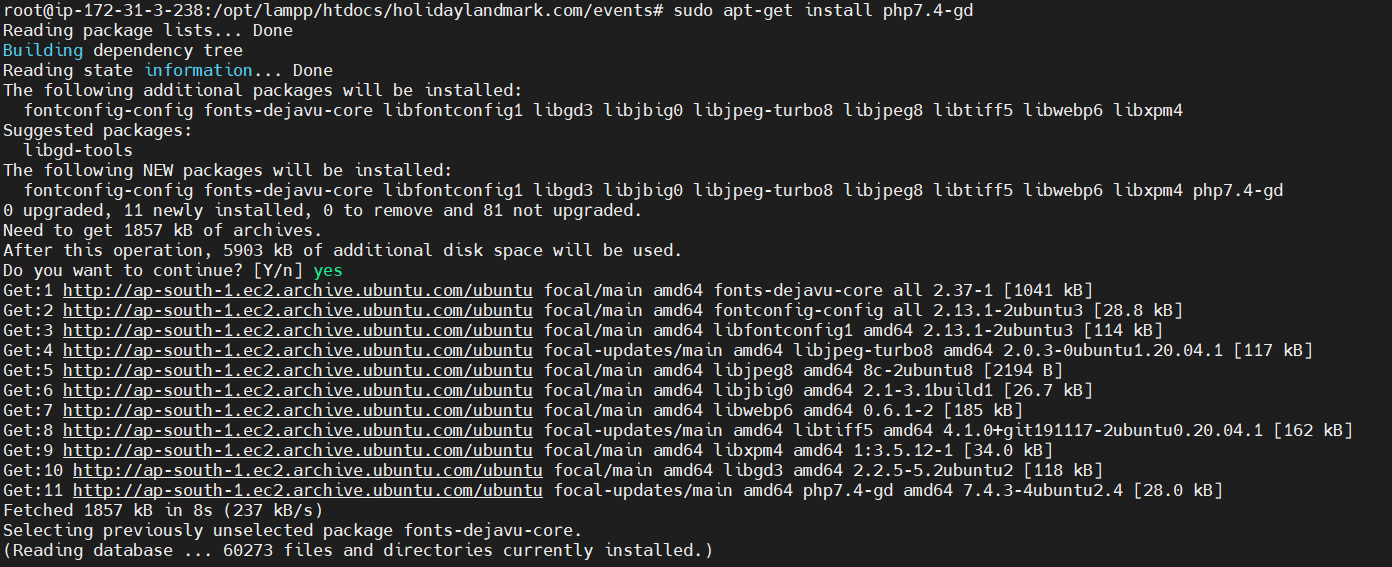 root@ip-172-31-3-238:/opt/lampp/htdocs/holidaylandmark.com/events# sudo apt-get install php7.4-gd
Reading package lists... Done
Building dependency tree
Reading state information... Done
The following additional packages will be installed:
  fontconfig-config fonts-dejavu-core libfontconfig1 libgd3 libjbig0 libjpeg-turbo8 libjpeg8 libtiff5 libwebp6 libxpm4
Suggested packages:
  libgd-tools
The following NEW packages will be installed:
  fontconfig-config fonts-dejavu-core libfontconfig1 libgd3 libjbig0 libjpeg-turbo8 libjpeg8 libtiff5 libwebp6 libxpm4 php7.4-gd
0 upgraded, 11 newly installed, 0 to remove and 81 not upgraded.
Need to get 1857 kB of archives.
After this operation, 5903 kB of additional disk space will be used.
Do you want to continue? [Y/n] yes
Get:1 http://ap-south-1.ec2.archive.ubuntu.com/ubuntu focal/main amd64 fonts-dejavu-core all 2.37-1 [1041 kB]
Get:2 http://ap-south-1.ec2.archive.ubuntu.com/ubuntu focal/main amd64 fontconfig-config all 2.13.1-2ubuntu3 [28.8 kB]
Get:3 http://ap-south-1.ec2.archive.ubuntu.com/ubuntu focal/main amd64 libfontconfig1 amd64 2.13.1-2ubuntu3 [114 kB]
Get:4 http://ap-south-1.ec2.archive.ubuntu.com/ubuntu focal-updates/main amd64 libjpeg-turbo8 amd64 2.0.3-0ubuntu1.20.04.1 [117 kB]
Get:5 http://ap-south-1.ec2.archive.ubuntu.com/ubuntu focal/main amd64 libjpeg8 amd64 8c-2ubuntu8 [2194 B]
Get:6 http://ap-south-1.ec2.archive.ubuntu.com/ubuntu focal/main amd64 libjbig0 amd64 2.1-3.1build1 [26.7 kB]
Get:7 http://ap-south-1.ec2.archive.ubuntu.com/ubuntu focal/main amd64 libwebp6 amd64 0.6.1-2 [185 kB]
Get:8 http://ap-south-1.ec2.archive.ubuntu.com/ubuntu focal-updates/main amd64 libtiff5 amd64 4.1.0+git191117-2ubuntu0.20.04.1 [162 kB]
Get:9 http://ap-south-1.ec2.archive.ubuntu.com/ubuntu focal/main amd64 libxpm4 amd64 1:3.5.12-1 [34.0 kB]
Get:10 http://ap-south-1.ec2.archive.ubuntu.com/ubuntu focal/main amd64 libgd3 amd64 2.2.5-5.2ubuntu2 [118 kB]
Get:11 http://ap-south-1.ec2.archive.ubuntu.com/ubuntu focal-updates/main amd64 php7.4-gd amd64 7.4.3-4ubuntu2.4 [28.0 kB]
Fetched 1857 kB in 8s (237 kB/s)
Selecting previously unselected package fonts-dejavu-core.
(Reading database ... 60273 files and directories currently installed.)